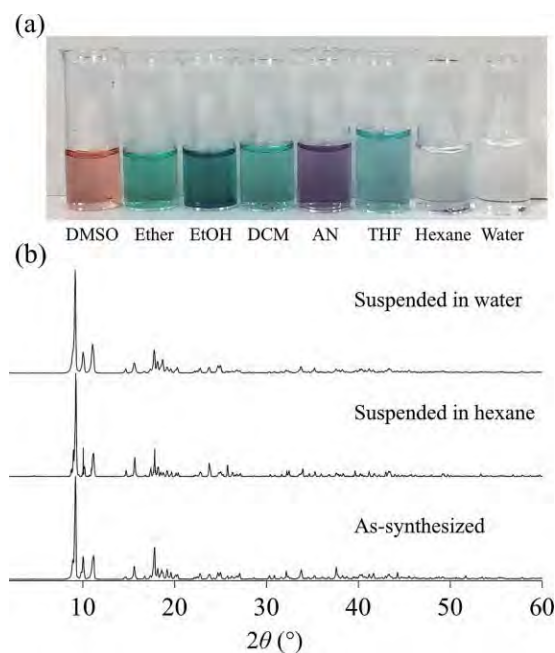 (a)
DMSO Ether EtOH DCM AN THF Hexane Water
(b)
Suspended in water
Suspended in hexane
As-synthesized
10 20 30 40 50 60
2θ (°)